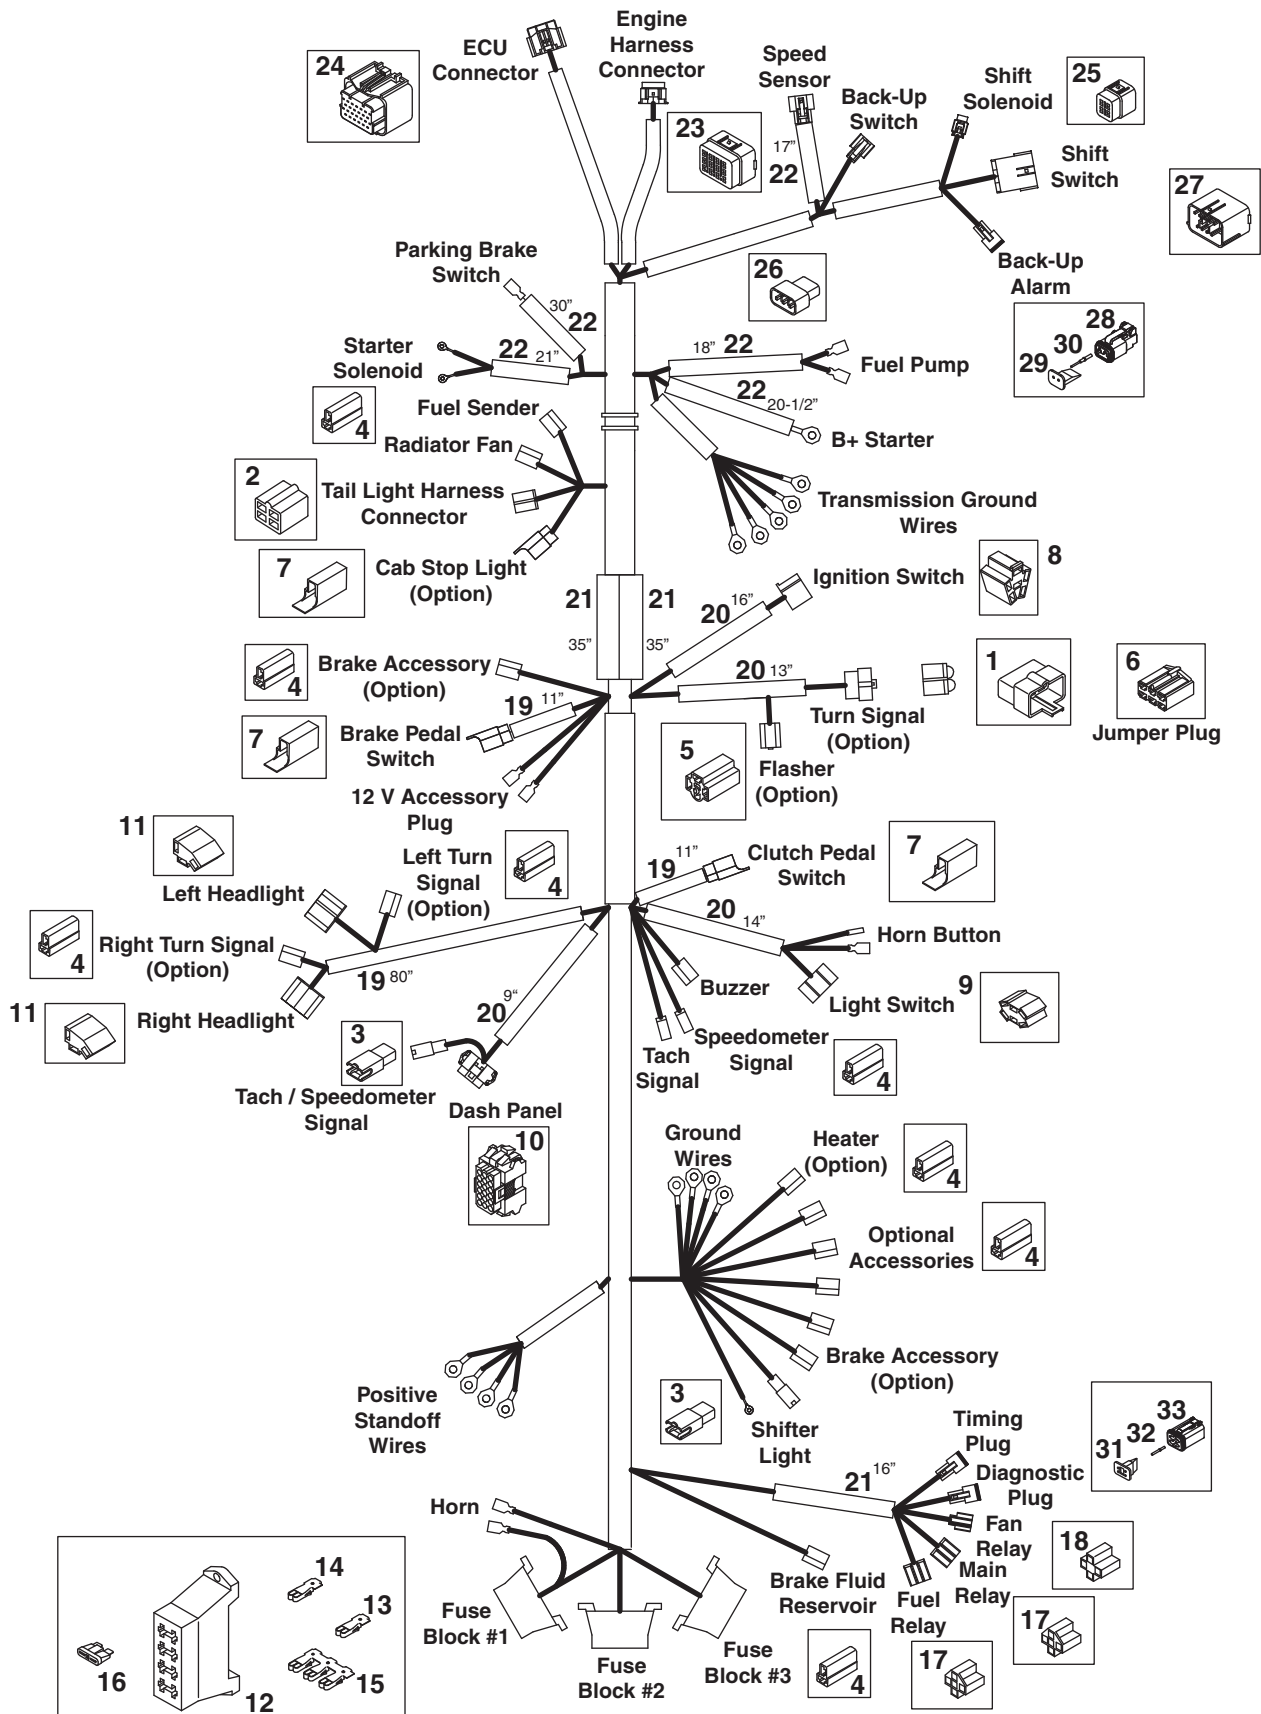 24
ECU
Connector
Engine
Harness
Connector
Speed
Sensor
Back-Up
Switch
Shift
Solenoid
25
23
17”
22
Shift
Switch
27
Parking Brake
Switch
26
Back-Up
Alarm
30”
22
28
30
29
Starter
Solenoid
22
21”
18”
22
Fuel Pump
22
20-1/2”
4
Fuel Sender
B+ Starter
Radiator Fan
2
Tail Light Harness
Connector
Transmission Ground
Wires
7
Cab Stop Light
(Option)
8
Ignition Switch
21
21
20
16”
35”
35”
4
Brake Accessory
(Option)
20
13”
1
6
19
11”
Turn Signal
(Option)
Jumper Plug
7
Brake Pedal
Switch
5
Flasher
(Option)
12 V Accessory
Plug
11
Left Turn
Signal
(Option)
4
19
11”
Clutch Pedal
Switch
7
Left Headlight
4
Right Turn Signal
(Option)
20
14”
Horn Button
19
80”
Buzzer
Light Switch
9
11
Right Headlight
20
9“
3
Tach
Signal
Speedometer
Signal
4
Tach / Speedometer
Signal
Dash Panel
10
Ground
Wires
Heater
(Option)
4
Optional
Accessories
4
Brake Accessory
(Option)
Positive
Standoff
Wires
3
Shifter
Light
Timing
Plug
33
32
31
21
16”
Diagnostic
Plug
Horn
Fan
Relay
18
14
13
Main
Relay
Brake Fluid
Reservoir
Fuel
Relay
Fuse
Block #1
17
16
15
12
Fuse
Block #2
Fuse
Block #3
4
17